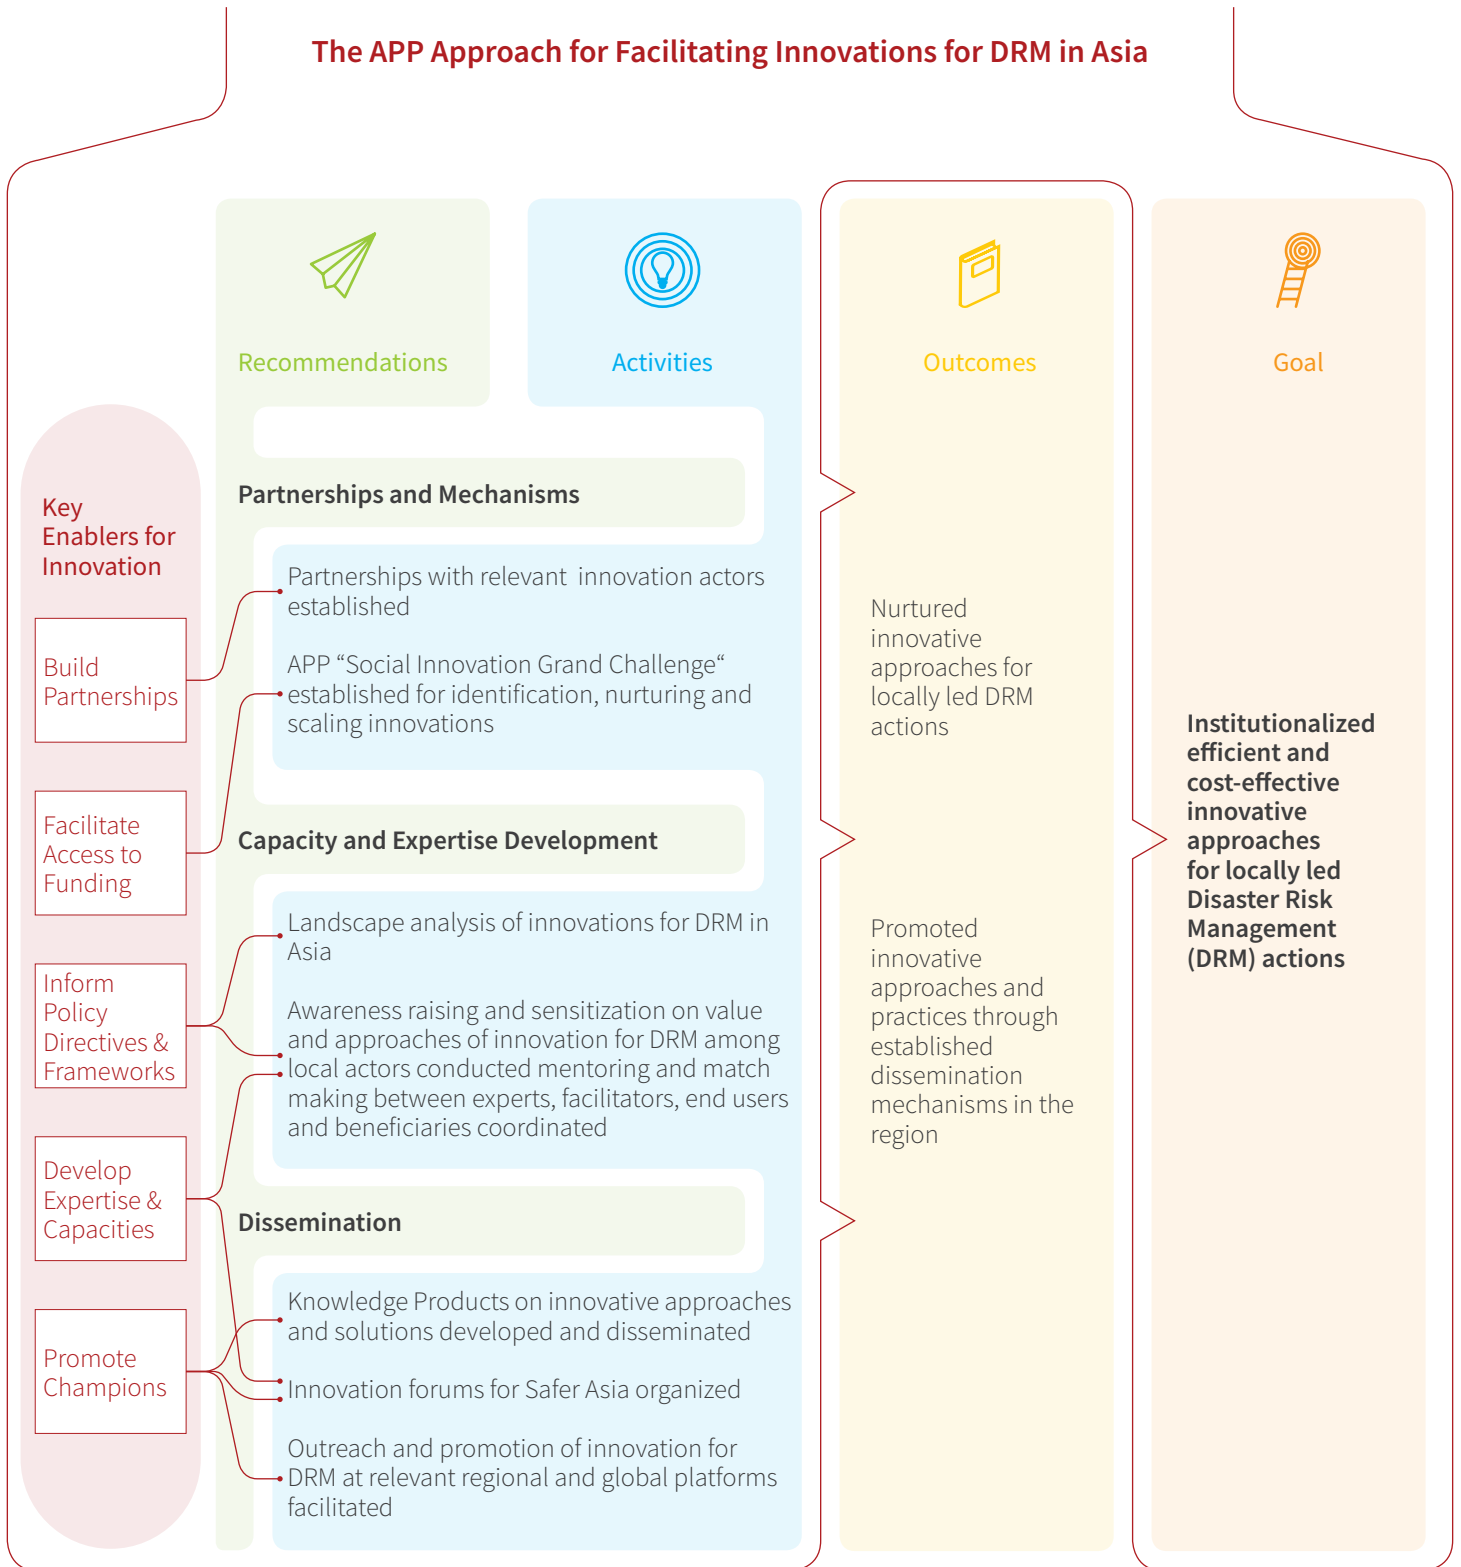 The APP Approach for Facilitating Innovations for DRM in Asia
Recommendations
Activities
Outcomes
Goal
Key
Enablers for
Innovation
Build
Partnerships
Facilitate
Access to
Funding
Inform
Policy
Directives &
Frameworks
Develop
Expertise &
Capacities
Promote
Champions
Partnerships and Mechanisms
Partnerships with relevant  innovation actors
established
APP “Social Innovation Grand Challenge“
established for identification, nurturing and
scaling innovations
Capacity and Expertise Development
Landscape analysis of innovations for DRM in
Asia
Awareness raising and sensitization on value
and approaches of innovation for DRM among
local actors conducted mentoring and match
making between experts, facilitators, end users
and beneficiaries coordinated
Dissemination
Knowledge Products on innovative approaches
and solutions developed and disseminated
Innovation forums for Safer Asia organized
Outreach and promotion of innovation for
DRM at relevant regional and global platforms
facilitated
Nurtured
innovative
approaches for
locally led DRM
actions
Promoted
innovative
approaches and
practices through
established
dissemination
mechanisms in the
region
Institutionalized
efficient and
cost-effective
innovative
approaches
for locally led
Disaster Risk
Management
(DRM) actions